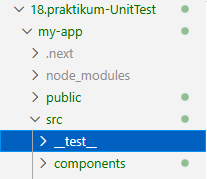 18.praktikum-UnitTest
my-app
.next
node_modules
public
src
__test__
components